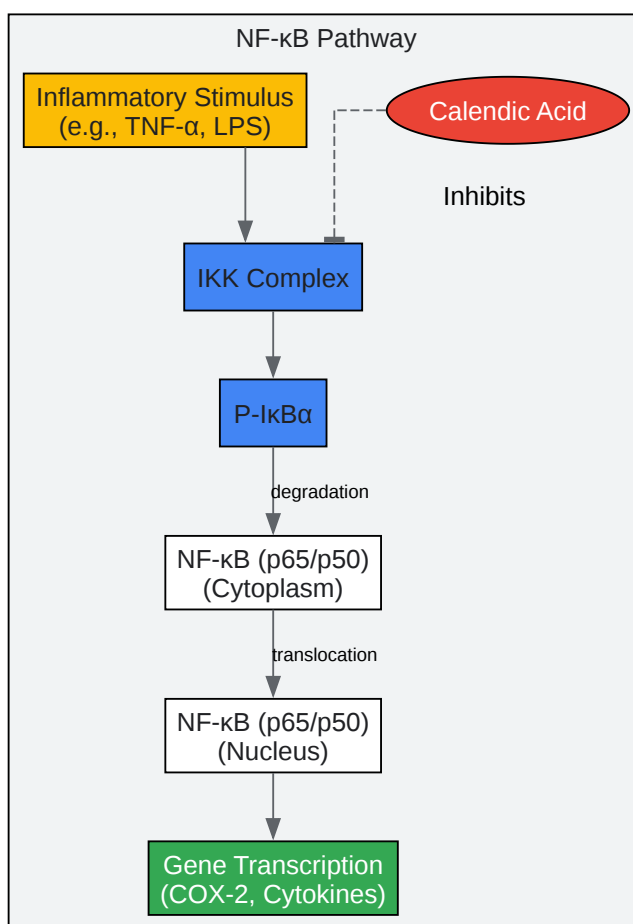 NF-κB Pathway
Inflammatory Stimulus
(e.g., TNF-α, LPS)
Calendic Acid
Inhibits
IKK Complex
P-IκBα
degradation
NF-κB (p65/p50)
(Cytoplasm)
translocation
NF-κB (p65/p50)
(Nucleus)
Gene Transcription
(COX-2, Cytokines)